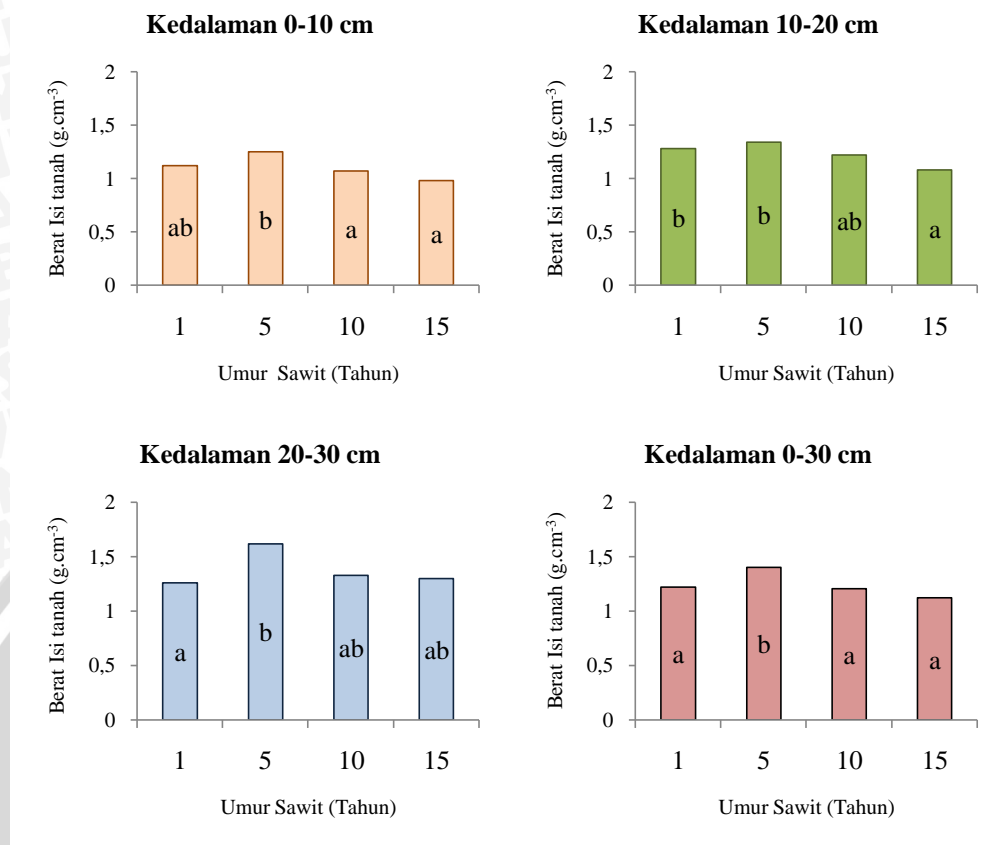 Kedalaman 0-10 cm
Berat Isi tanah (g.cm-3)
2
1,5
1
0,5
0
ab
b
a
a
1 5 10 15
Umur Sawit (Tahun)
Kedalaman 10-20 cm
Berat Isi tanah (g.cm-3)
2
1,5
1
0,5
0
b
b
ab
a
1 5 10 15
Umur Sawit (Tahun)
Kedalaman 20-30 cm
Berat Isi tanah (g.cm-3)
2
1,5
1
0,5
0
a
b
ab
ab
1 5 10 15
Umur Sawit (Tahun)
Kedalaman 0-30 cm
Berat Isi tanah (g.cm-3)
2
1,5
1
0,5
0
a
b
a
a
1 5 10 15
Umur Sawit (Tahun)